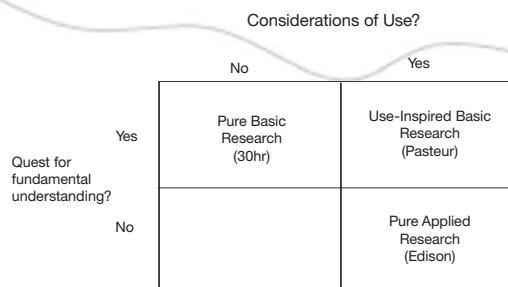 Considerations of Use?
No
Yes
Yes
Pure Basic
Research
(30hr)
Use-Inspired Basic
Research
(Pasteur)
Quest for
fundamental
understanding?
No
Pure Applied
Research
(Edison)